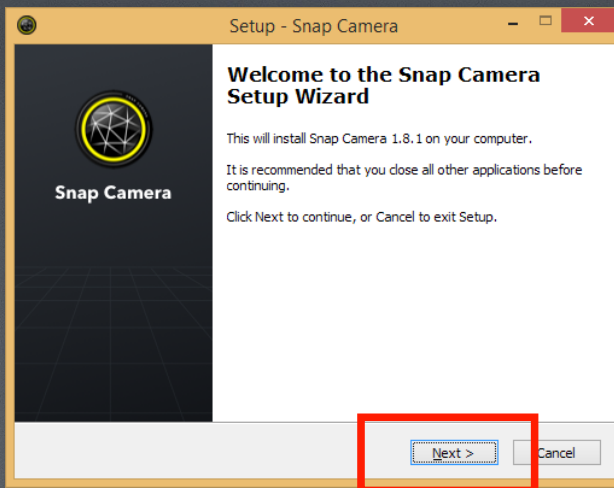 Setup - Snap Camera
Welcome to the Snap Camera
Setup Wizard
This will install Snap Camera 1.8.1 on your computer.
It is recommended that you close all other applications before
continuing.
Click Next to continue, or Cancel to exit Setup.
Snap Camera
Next >
Cancel